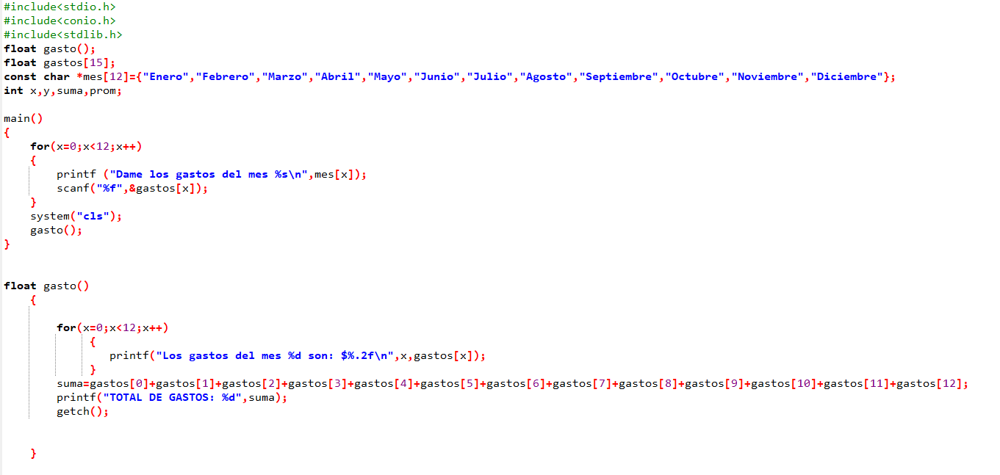 #include<stdio.h>
#include<conio.h>
#include<stdlib.h>
float gasto();
float gastos[15];
const char *mes[12]={"Enero","Febrero","Marzo","Abril","Mayo","Junio","Julio","Agosto","Septiembre","Octubre","Noviembre","Diciembre"};
int x,y,suma,prom;
main()
{
for(x=0;x<12;x++)
{
printf ("Dame los gastos del mes %s\n",mes[x]);
scanf("%f",&gastos[x]);
}
system("cls");
gasto();
}
float gasto()
{
for(x=0;x<12;x++)
{
printf("Los gastos del mes %d son: $%.2f\n",x,gastos[x]);
}
suma=gastos[0]+gastos[1]+gastos[2]+gastos[3]+gastos[4]+gastos[5]+gastos[6]+gastos[7]+gastos[8]+gastos[9]+gastos[10]+gastos[11]+gastos[12];
printf("TOTAL DE GASTOS: %d",suma);
getch();
}